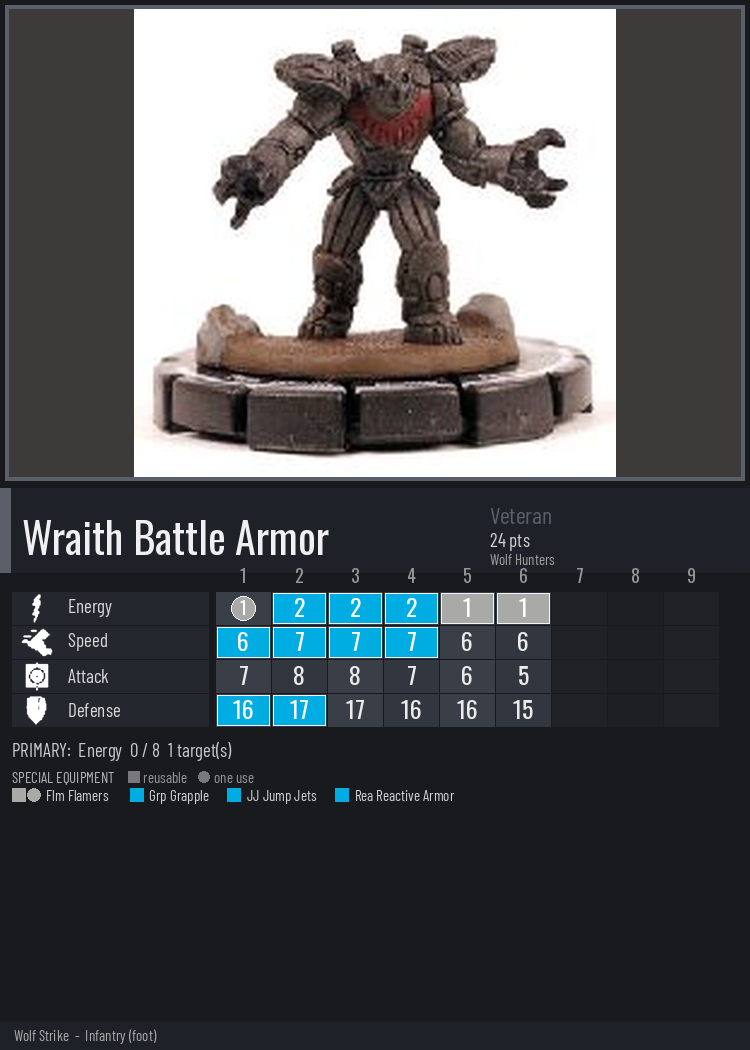 Wraith Battle Armor
Veteran
24 pts
Wolf Hunters
1 2 3 4 5 6 7 8 9
Energy 1 2 2 2 1 1
Speed 6 7 7 7 6 6
Attack 7 8 8 7 6 5
Defense 16 17 17 16 16 15
PRIMARY: Energy 0 / 8 1 target(s)
SPECIAL EQUIPMENT reusable one use
Flm Flamers Grp Grapple JJ Jump Jets Rea Reactive Armor
Wolf Strike - Infantry (foot)